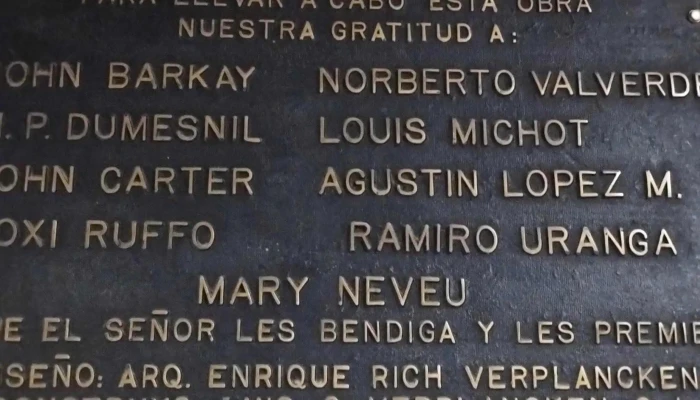 PARA LLEVAR A CABO ESTA OBRA
NUESTRA GRATITUD A:
OHN BARKAY NORBERTO VALVERDE
. P. DUMESNIL LOUIS MICHOT
OHN CARTER AGUSTIN LOPEZ M.
OXI RUFFO RAMIRO URANGA
MARY NEVEU
UE EL SEÑOR LES BENDIGA Y LES PREMIE
SEÑO: ARQ. ENRIQUE RICH VERPLANCKEN